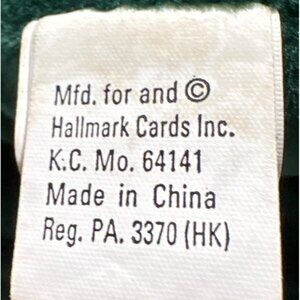 Mfd. for and ©
Hallmark Cards Inc.
K.C. Mo. 64141
Made in China
Reg. PA. 3370 (HK)